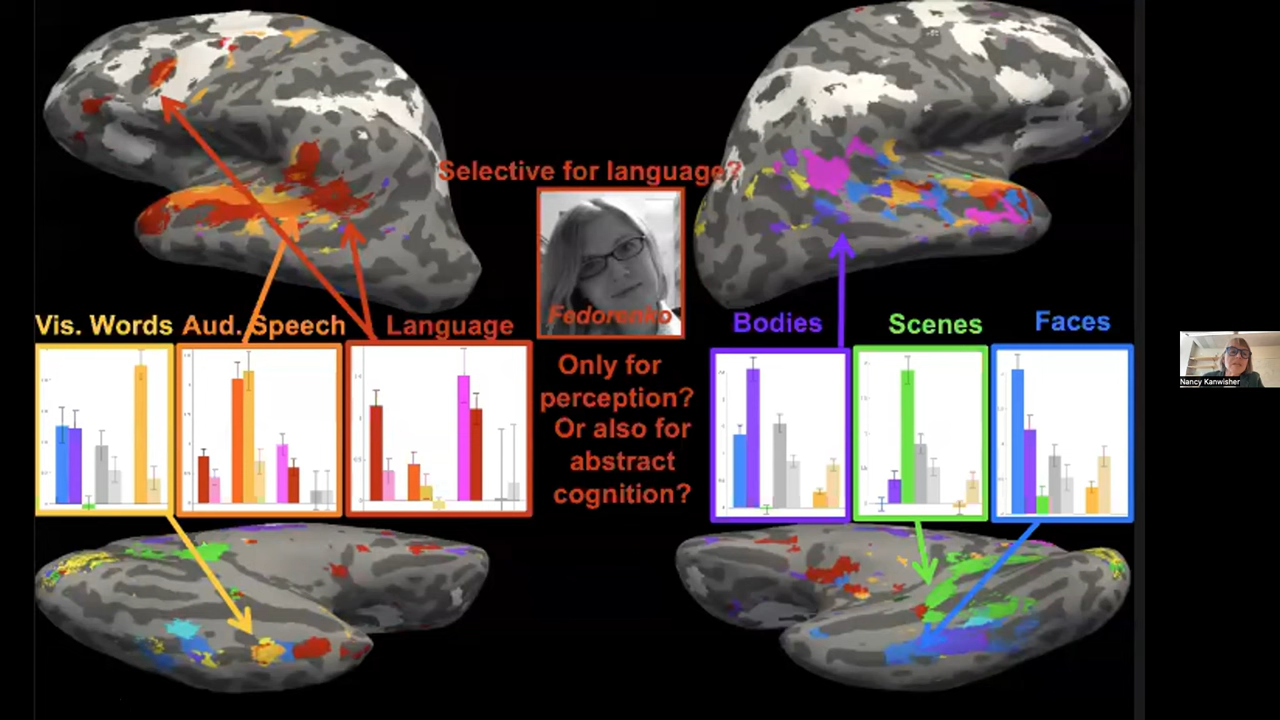 Selective for language?
Fedorenko
Vis. Words
Aud. Speech
Language
Only for
perception?
Or also for
abstract
cognition?
Bodies
Scenes
Faces
Nancy Kanwisher